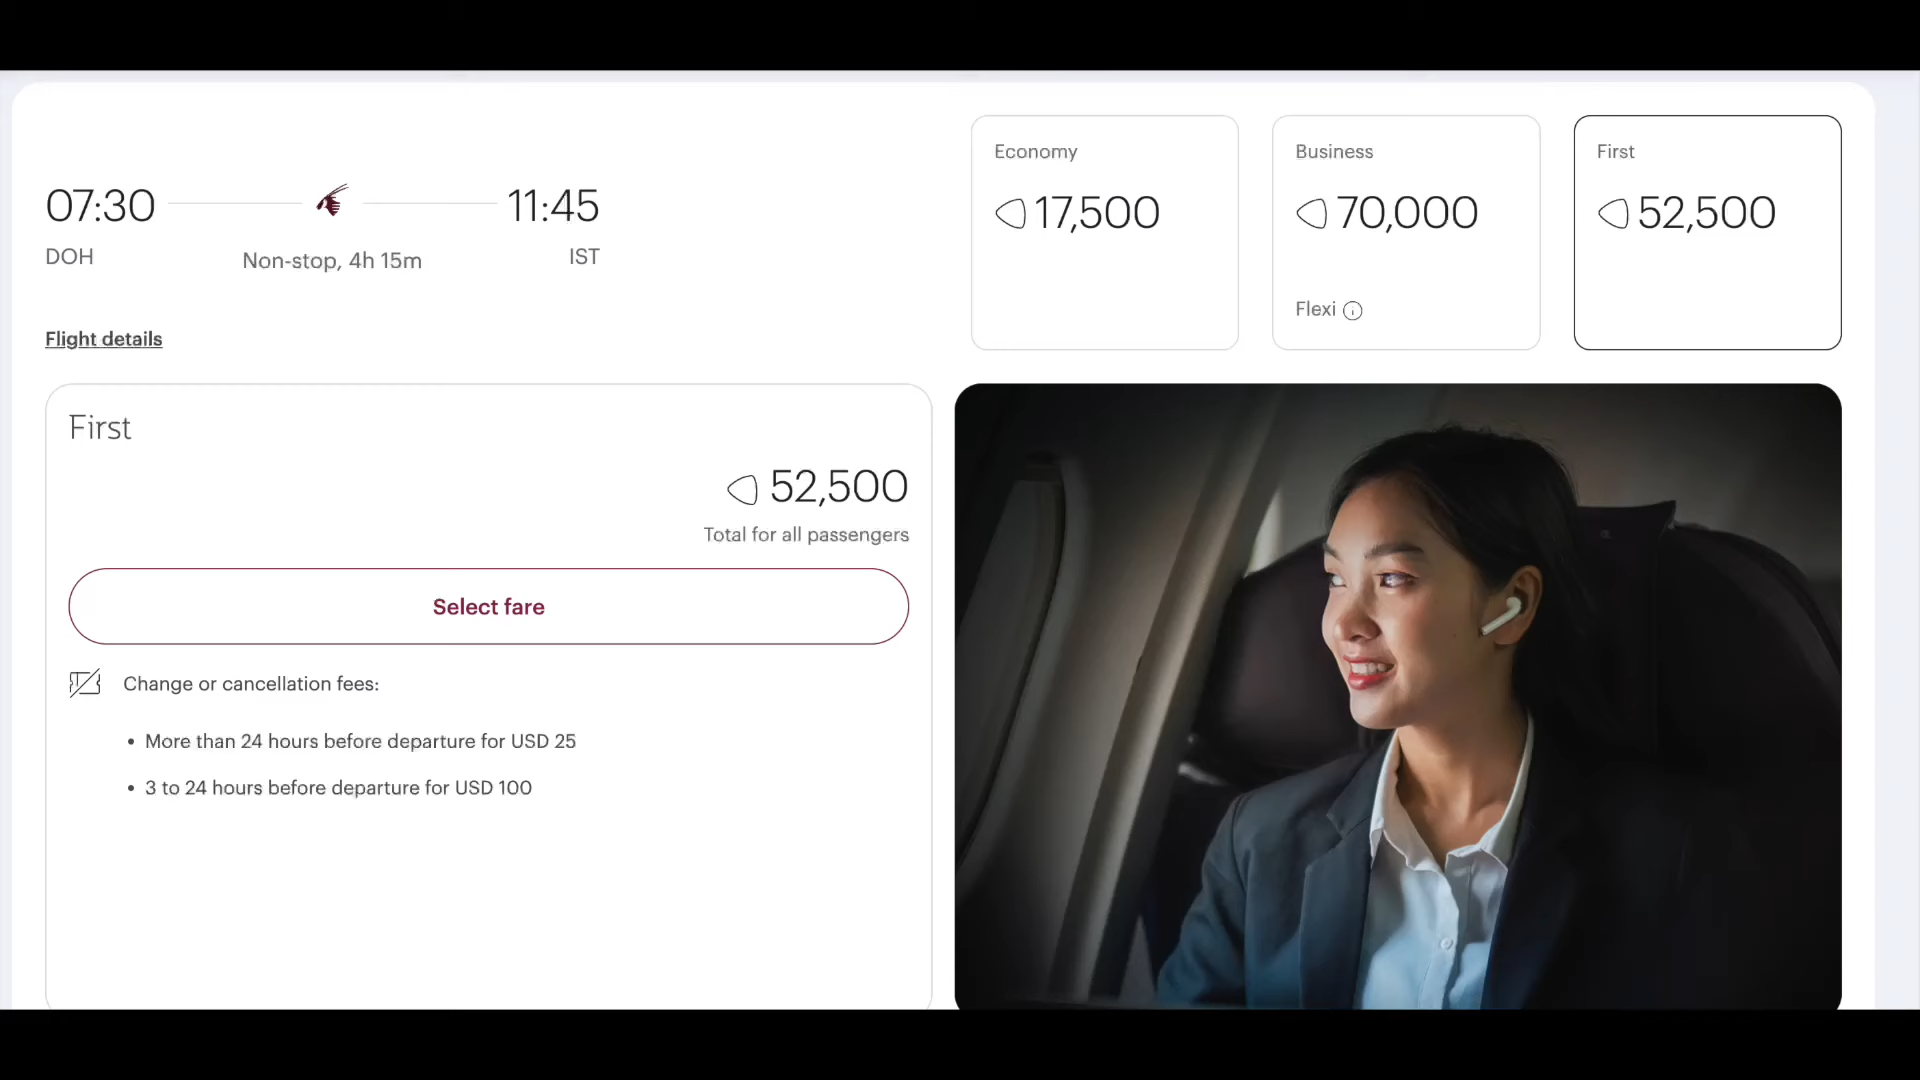 07:30
11:45
DOH
Non-stop, 4h 15m
IST
Flight details
Economy
17,500
Business
70,000
Flexi
First
52,500
First
52,500
Total for all passengers
Select fare
Change or cancellation fees:
• More than 24 hours before departure for USD 25
• 3 to 24 hours before departure for USD 100